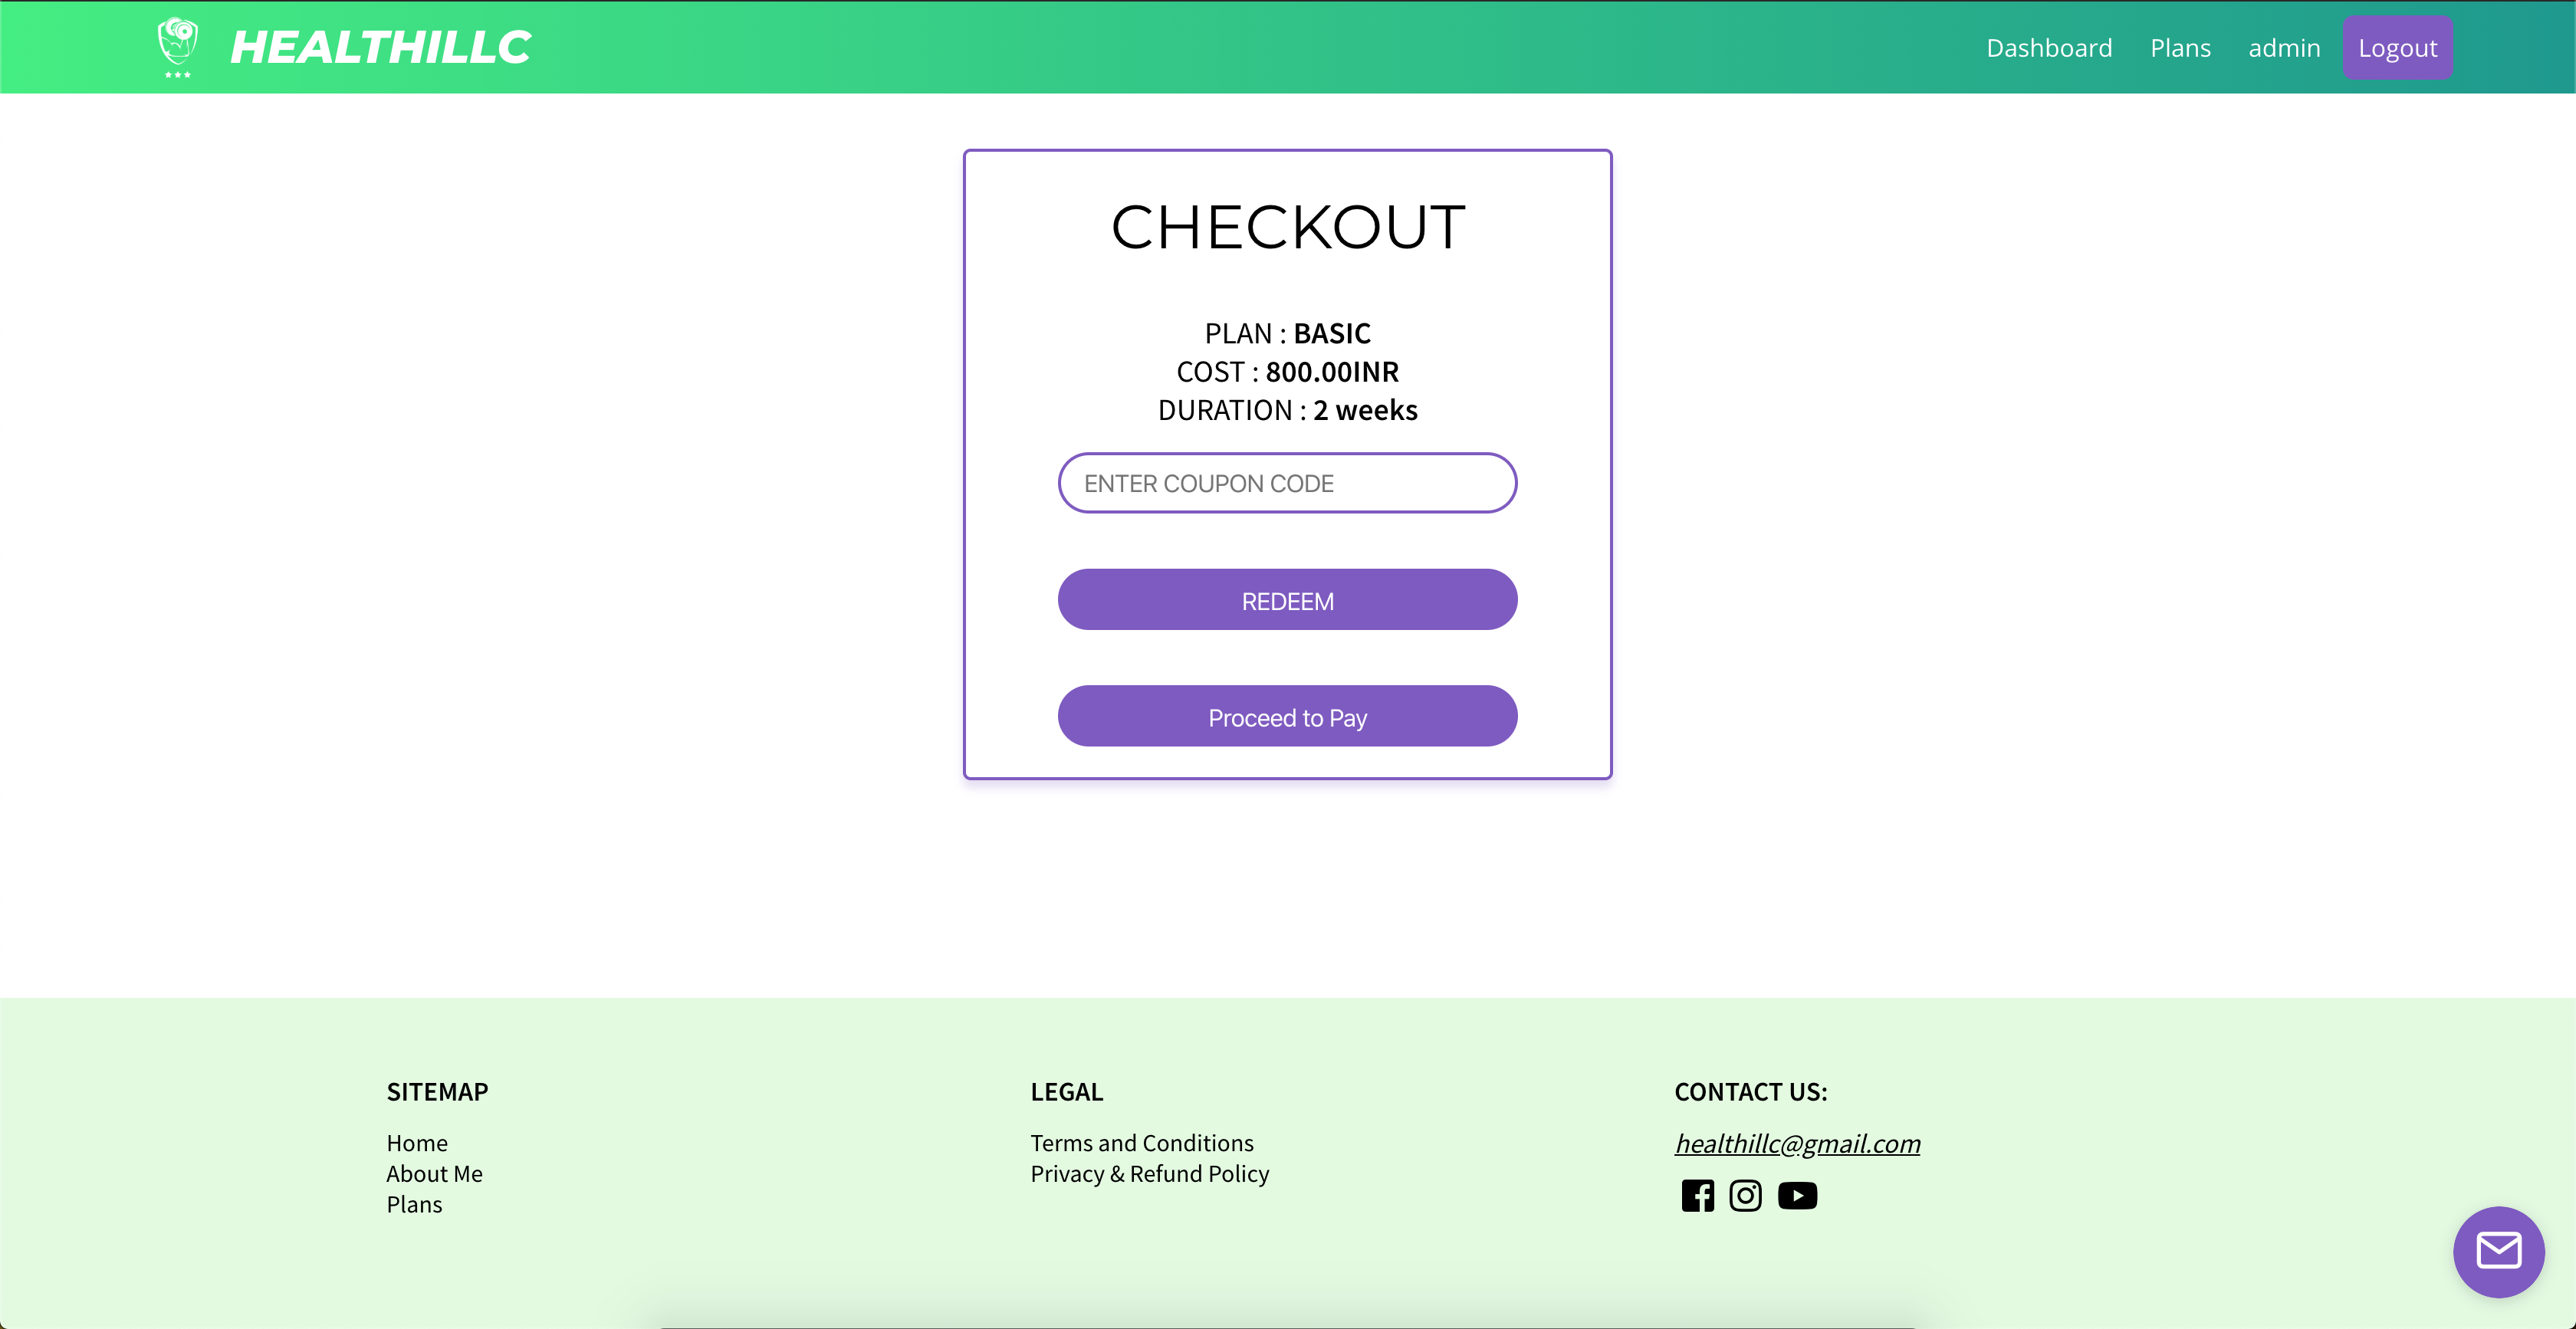 HEALTHILLC
Dashboard Plans admin Logout
CHECKOUT
PLAN : BASIC
COST : 800.00INR
DURATION : 2 weeks
ENTER COUPON CODE
REDEEM
Proceed to Pay
SITEMAP
Home
About Me
Plans
LEGAL
Terms and Conditions
Privacy & Refund Policy
CONTACT US:
healthillc@gmail.com